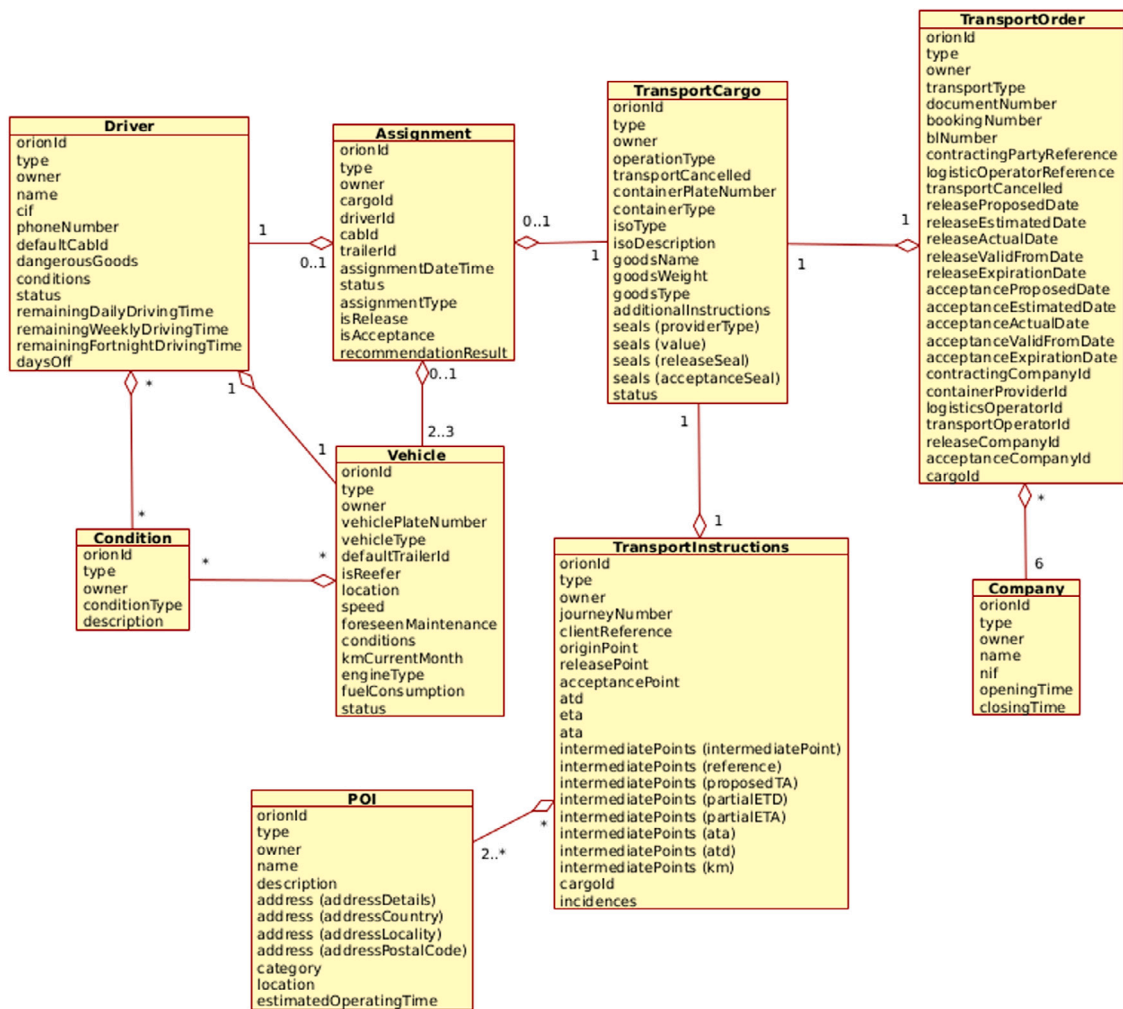 TransportOrder
orionId
type
owner
transportType
documentNumber
bookingNumber
blNumber
contractingPartyReference
logisticOperatorReference
transportCancelled
releaseProposedDate
releaseEstimatedDate
releaseActualDate
releaseValidFromDate
releaseExpirationDate
acceptanceProposedDate
acceptanceEstimatedDate
acceptanceActualDate
acceptanceValidFromDate
acceptanceExpirationDate
contractingCompanyId
containerProviderId
logisticsOperatorId
transportOperatorId
releaseCompanyId
acceptanceCompanyId
cargoId
TransportCargo
orionId
type
owner
operationType
transportCancelled
containerPlateNumber
containerType
isoType
isoDescription
goodsName
goodsWeight
goodsType
additionalInstructions
seals (providerType)
seals (value)
seals (releaseSeal)
seals (acceptanceSeal)
status
Driver
orionId
type
owner
name
cif
phoneNumber
defaultCabId
dangerousGoods
conditions
status
remainingDailyDrivingTime
remainingWeeklyDrivingTime
remainingFortnightDrivingTime
daysOff
Assignment
orionId
type
owner
cargoId
driverId
cabId
trailerId
assignmentDateTime
status
assignmentType
isRelease
isAcceptance
recommendationResult
1
0..1
0..1
1
1
1
0..1
2..3
1
1
*
*
*
*
1
1
*
6
Vehicle
orionId
type
owner
vehiclePlateNumber
vehicleType
defaultTrailerId
isReefer
location
speed
foreseenMaintenance
conditions
kmCurrentMonth
engineType
fuelConsumption
status
Condition
orionId
type
owner
conditionType
description
TransportInstructions
orionId
type
owner
journeyNumber
clientReference
originPoint
releasePoint
acceptancePoint
atd
eta
ata
intermediatePoints (intermediatePoint)
intermediatePoints (reference)
intermediatePoints (proposedTA)
intermediatePoints (partialETD)
intermediatePoints (partialETA)
intermediatePoints (ata)
intermediatePoints (atd)
intermediatePoints (km)
cargoId
incidences
Company
orionId
type
owner
name
nif
openingTime
closingTime
POI
orionId
type
owner
name
description
address (addressDetails)
address (addressCountry)
address (addressLocality)
address (addressPostalCode)
category
location
estimatedOperatingTime
2..*
*